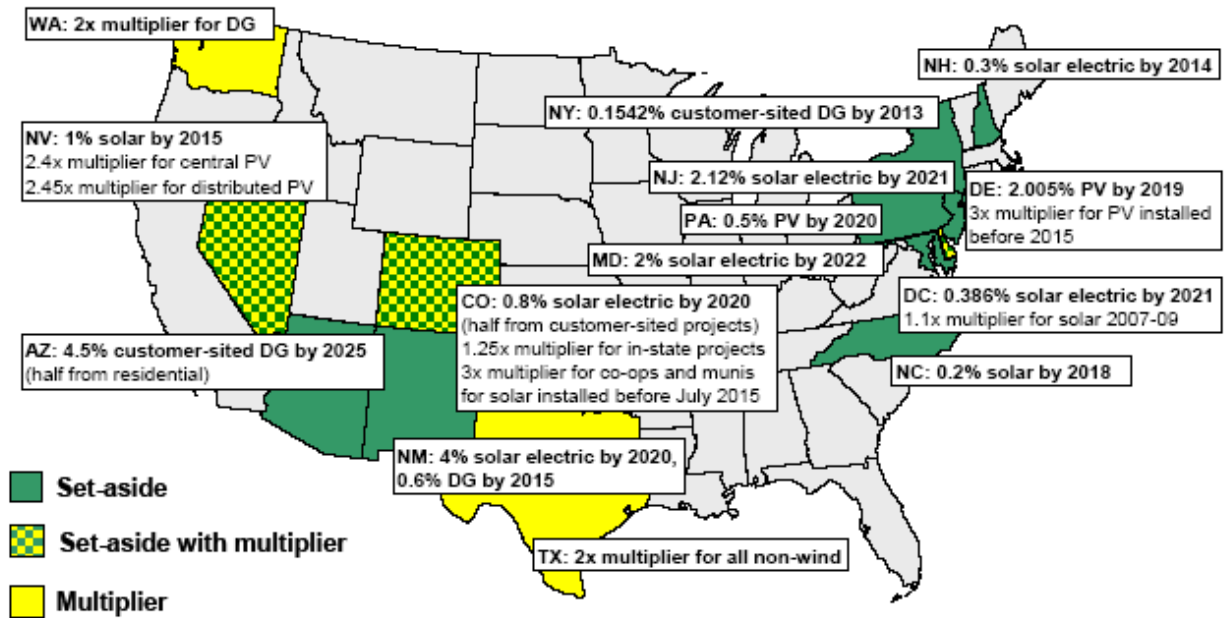 WA: 2x multiplier for DG
NH: 0.3% solar electric by 2014
NY: 0.1542% customer-sited DG by 2013
NV: 1% solar by 2015
2.4x multiplier for central PV
2.45x multiplier for distributed PV
NJ: 2.12% solar electric by 2021
DE: 2.005% PV by 2019
3x multiplier for PV installed
before 2015
PA: 0.5% PV by 2020
MD: 2% solar electric by 2022
DC: 0.386% solar electric by 2021
1.1x multiplier for solar 2007-09
CO: 0.8% solar electric by 2020
(half from customer-sited projects)
1.25x multiplier for in-state projects
3x multiplier for co-ops and munis
for solar installed before July 2015
AZ: 4.5% customer-sited DG by 2025
(half from residential)
NC: 0.2% solar by 2018
NM: 4% solar electric by 2020,
0.6% DG by 2015
TX: 2x multiplier for all non-wind
Set-aside
Set-aside with multiplier
Multiplier